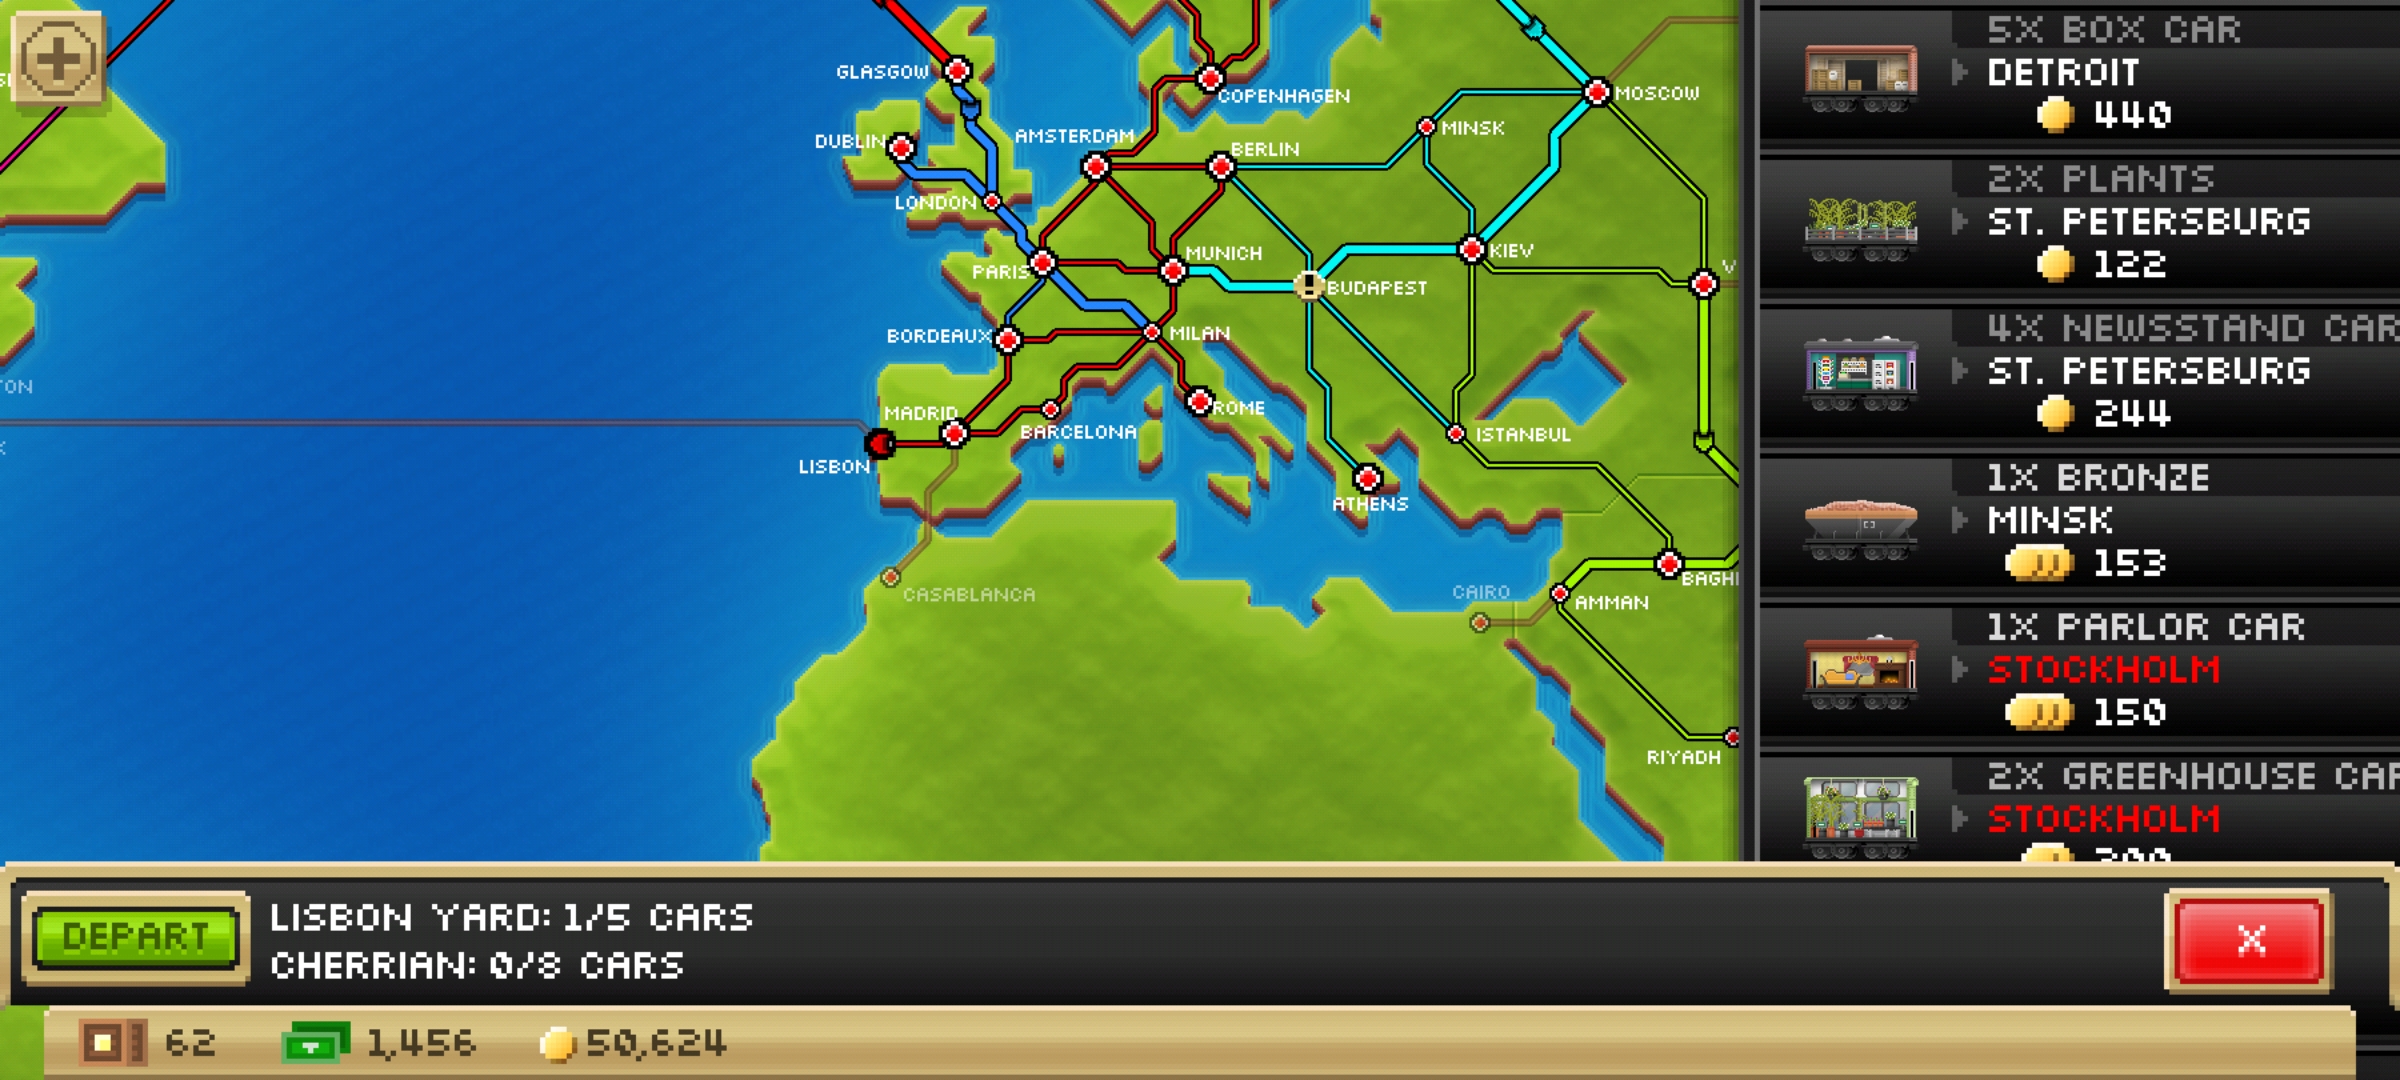 GLASGOW
COPENHAGEN
MOSCOW
DUBLIN
AMSTERDAM
BERLIN
MINSK
LONDON
PARIS
MUNICH
KIEV
BUDAPEST
BORDEAUX
MILAN
MADRID
ROME
BARCELONA
ISTANBUL
LISBON
ATHENS
CASABLANCA
CAIRO
AMMAN
BAGH
RIYADH
TON
5X BOX CAR
DETROIT
440
2X PLANTS
ST. PETERSBURG
122
4X NEWSSTAND CAR
ST. PETERSBURG
244
1X BRONZE
MINSK
153
1X PARLOR CAR
STOCKHOLM
150
2X GREENHOUSE CAR
STOCKHOLM
DEPART
LISBON YARD: 1/5 CARS
CHERRIAN: 0/8 CARS
X
62
1,456
50,624